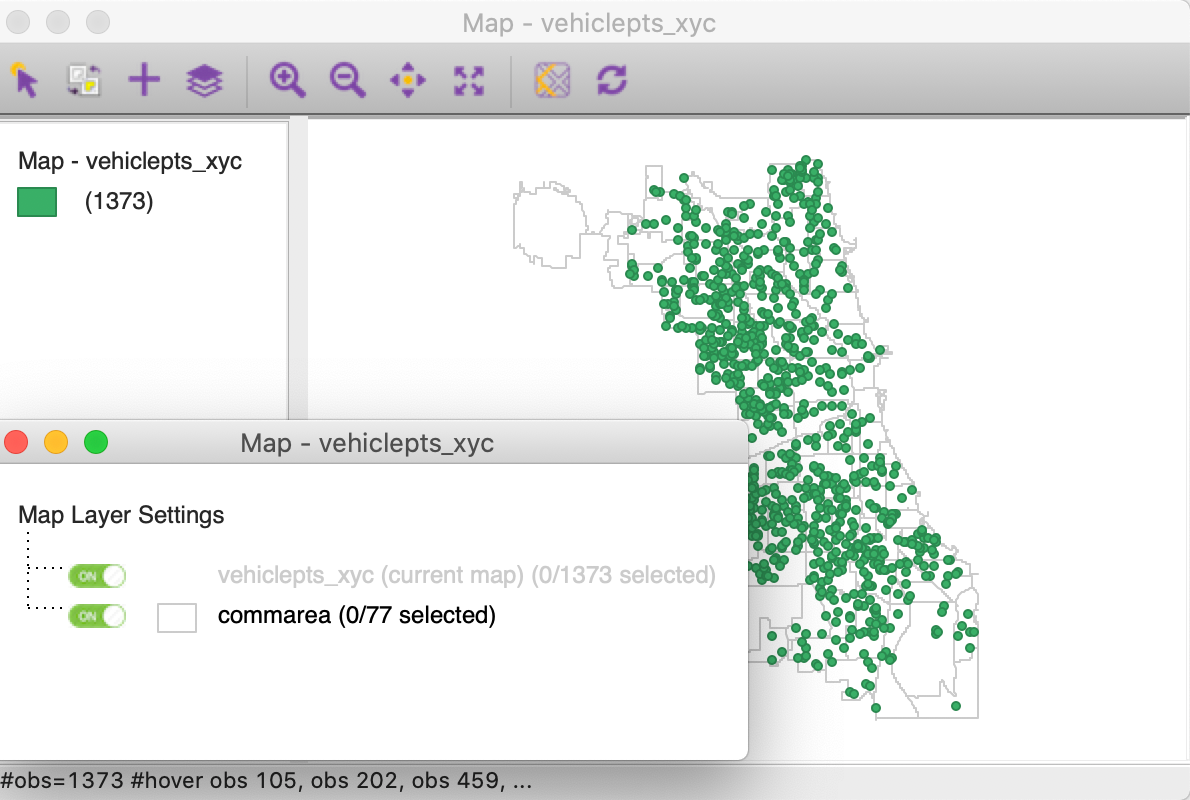 Map - vehiclepts_xyc
Map - vehiclepts_xyc
(1373)
Map - vehiclepts_xyc
Map Layer Settings
ON vehiclepts_xyc (current map) (0/1373 selected)
ON commarea (0/77 selected)
#obs=1373 #hover obs 105, obs 202, obs 459, ...